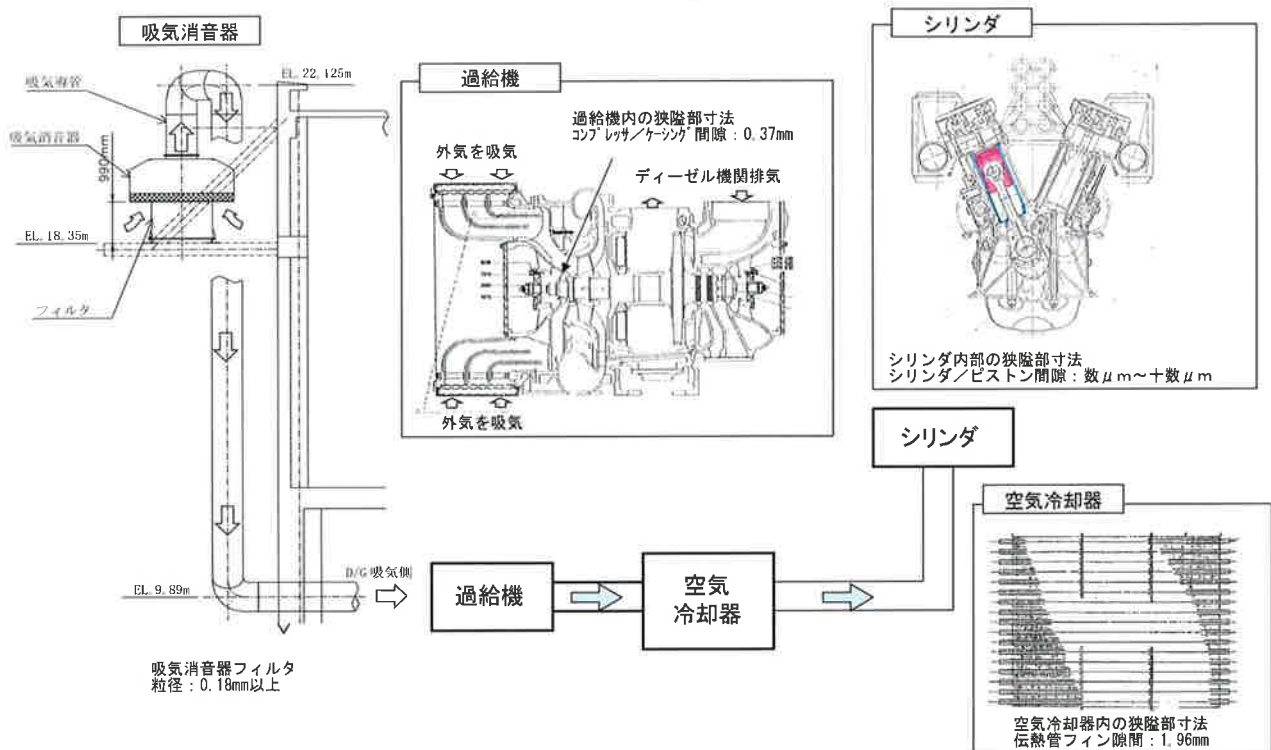 吸気消音器
吸気導管
吸気消音器
990mm
EL. 22. 125m
EL. 18. 35m
フィルタ
EL. 9. 89m
D/G 吸気側
吸気消音器フィルタ
粒径：0.18mm以上
過給機
過給機内の狭隘部寸法
コンプレッサ／ケーシング間隙：0.37mm
外気を吸気
ディーゼル機関排気
外気を吸気
シリンダ
シリンダ内部の狭隘部寸法
シリンダ／ピストン間隙：数μm～十数μm
過給機
空気
冷却器
シリンダ
空気冷却器
空気冷却器内の狭隘部寸法
伝熱管フィン隙間：1.96mm